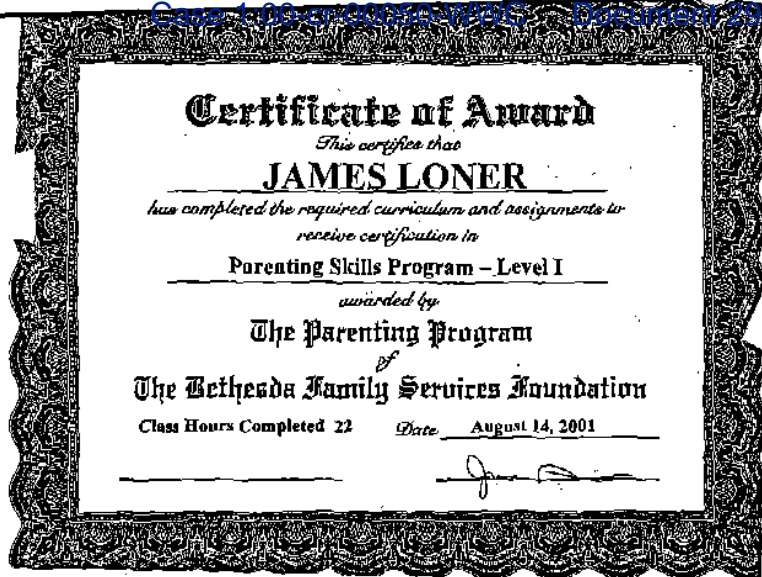 Case 1:00-cr-00050-WWC Document 29
Certificate of Award
This certifies that
JAMES LONER
has completed the required curriculum and assignments to
receive certification in
Parenting Skills Program – Level I
awarded by
The Parenting Program
of
The Bethesda Family Services Foundation
Class Hours Completed 22 Date August 14, 2001